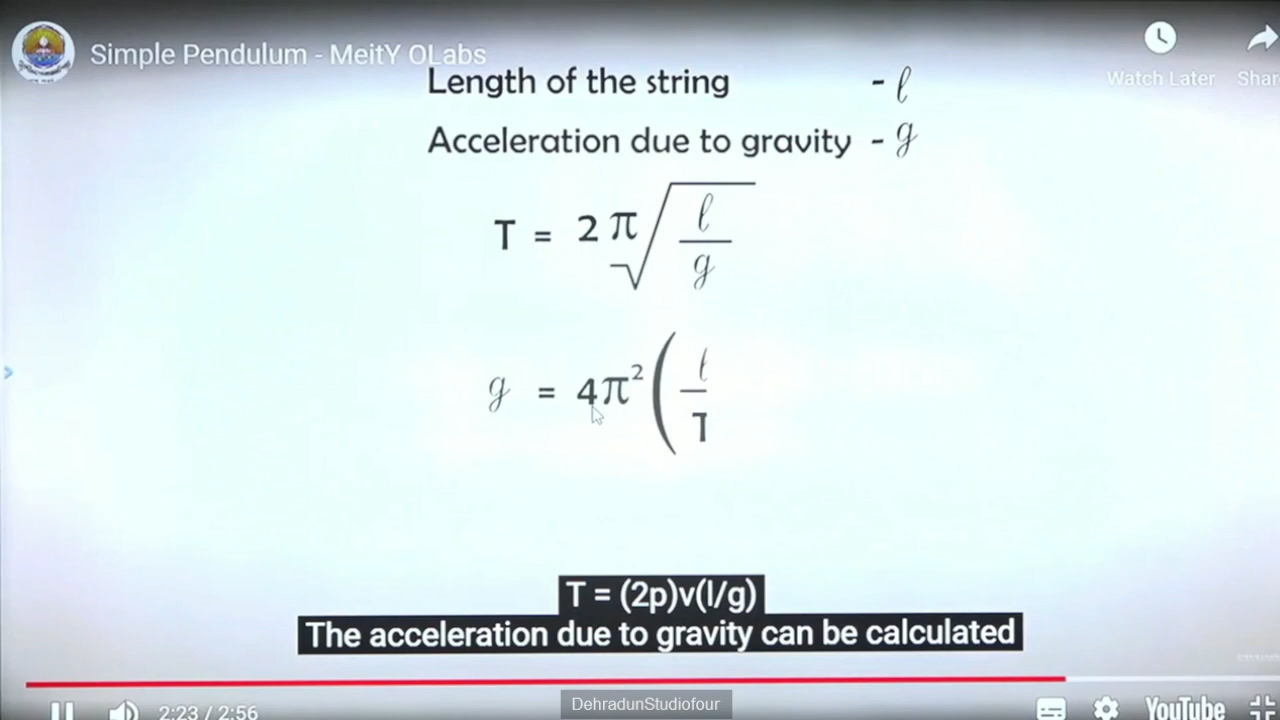 Simple Pendulum - MeitY OLabs
Watch Later
Shar
Length of the string - ℓ
Acceleration due to gravity - g
T = 2π√(ℓ/g)
g = 4π²(ℓ/T
T = (2p)v(l/g)
The acceleration due to gravity can be calculated
2:23 / 2:56
DehradunStudiofour
YouTube